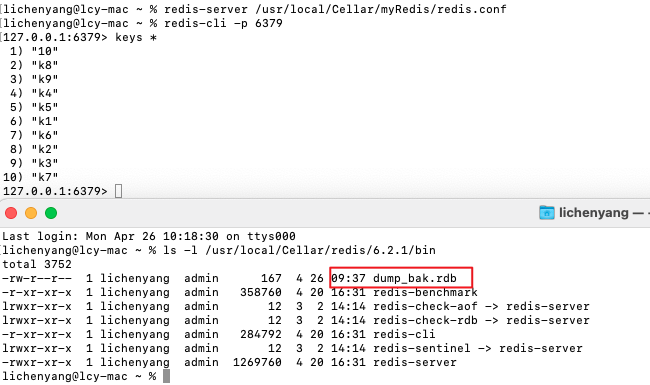 [lichenyang@lcy-mac ~ % redis-server /usr/local/Cellar/myRedis/redis.conf
[lichenyang@lcy-mac ~ % redis-cli -p 6379
[127.0.0.1:6379> keys *
 1) "10"
 2) "k8"
 3) "k9"
 4) "k4"
 5) "k5"
 6) "k1"
 7) "k6"
 8) "k2"
 9) "k3"
10) "k7"
127.0.0.1:6379>
lichenyang —
Last login: Mon Apr 26 10:18:30 on ttys000
[lichenyang@lcy-mac ~ % ls -l /usr/local/Cellar/redis/6.2.1/bin
total 3752
-rw-r--r--  1 lichenyang  admin      167  4 26 09:37 dump_bak.rdb
-r-xr-xr-x  1 lichenyang  admin   358760  4 20 16:31 redis-benchmark
lrwxr-xr-x  1 lichenyang  admin       12  3  2 14:14 redis-check-aof -> redis-server
lrwxr-xr-x  1 lichenyang  admin       12  3  2 14:14 redis-check-rdb -> redis-server
-r-xr-xr-x  1 lichenyang  admin   284792  4 20 16:31 redis-cli
lrwxr-xr-x  1 lichenyang  admin       12  3  2 14:14 redis-sentinel -> redis-server
-r-xr-xr-x  1 lichenyang  admin  1269760  4 20 16:31 redis-server
lichenyang@lcy-mac ~ %